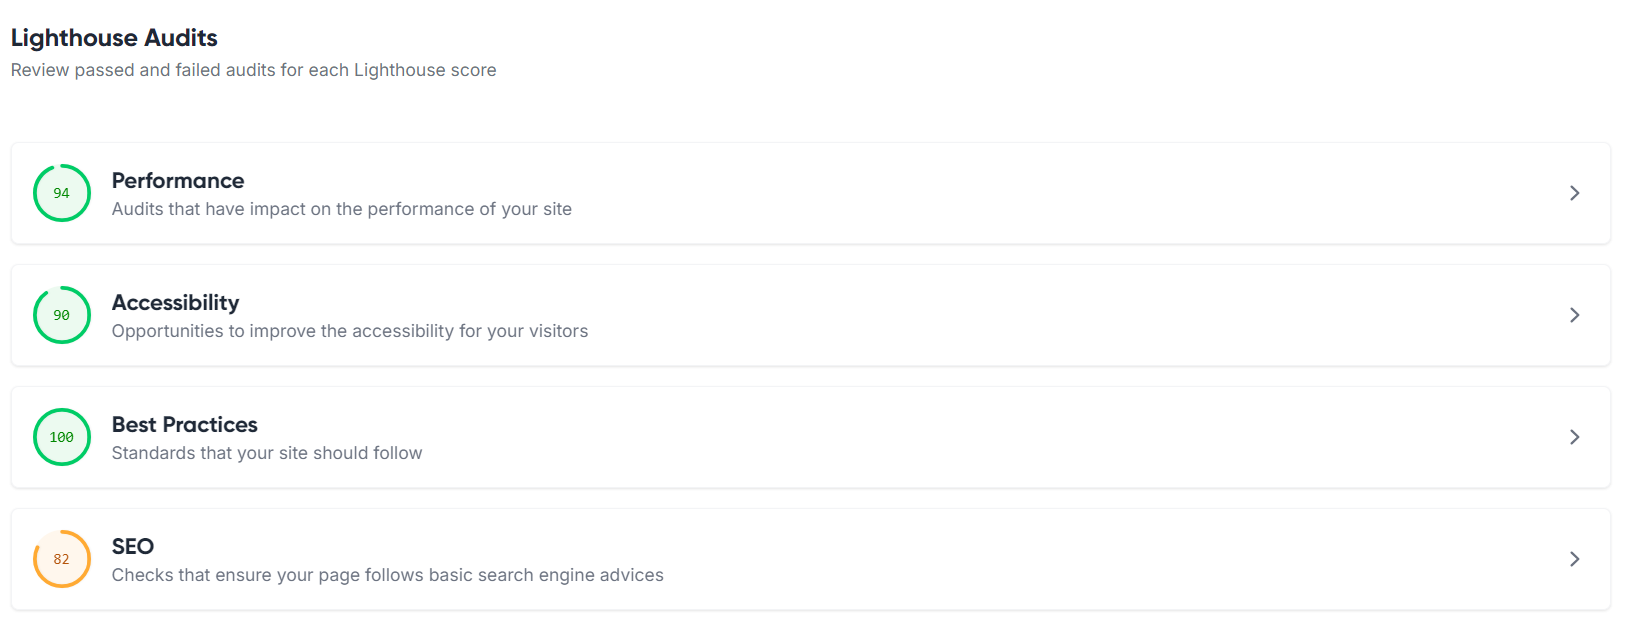 Lighthouse Audits
Review passed and failed audits for each Lighthouse score
94
Performance
Audits that have impact on the performance of your site
90
Accessibility
Opportunities to improve the accessibility for your visitors
100
Best Practices
Standards that your site should follow
82
SEO
Checks that ensure your page follows basic search engine advices